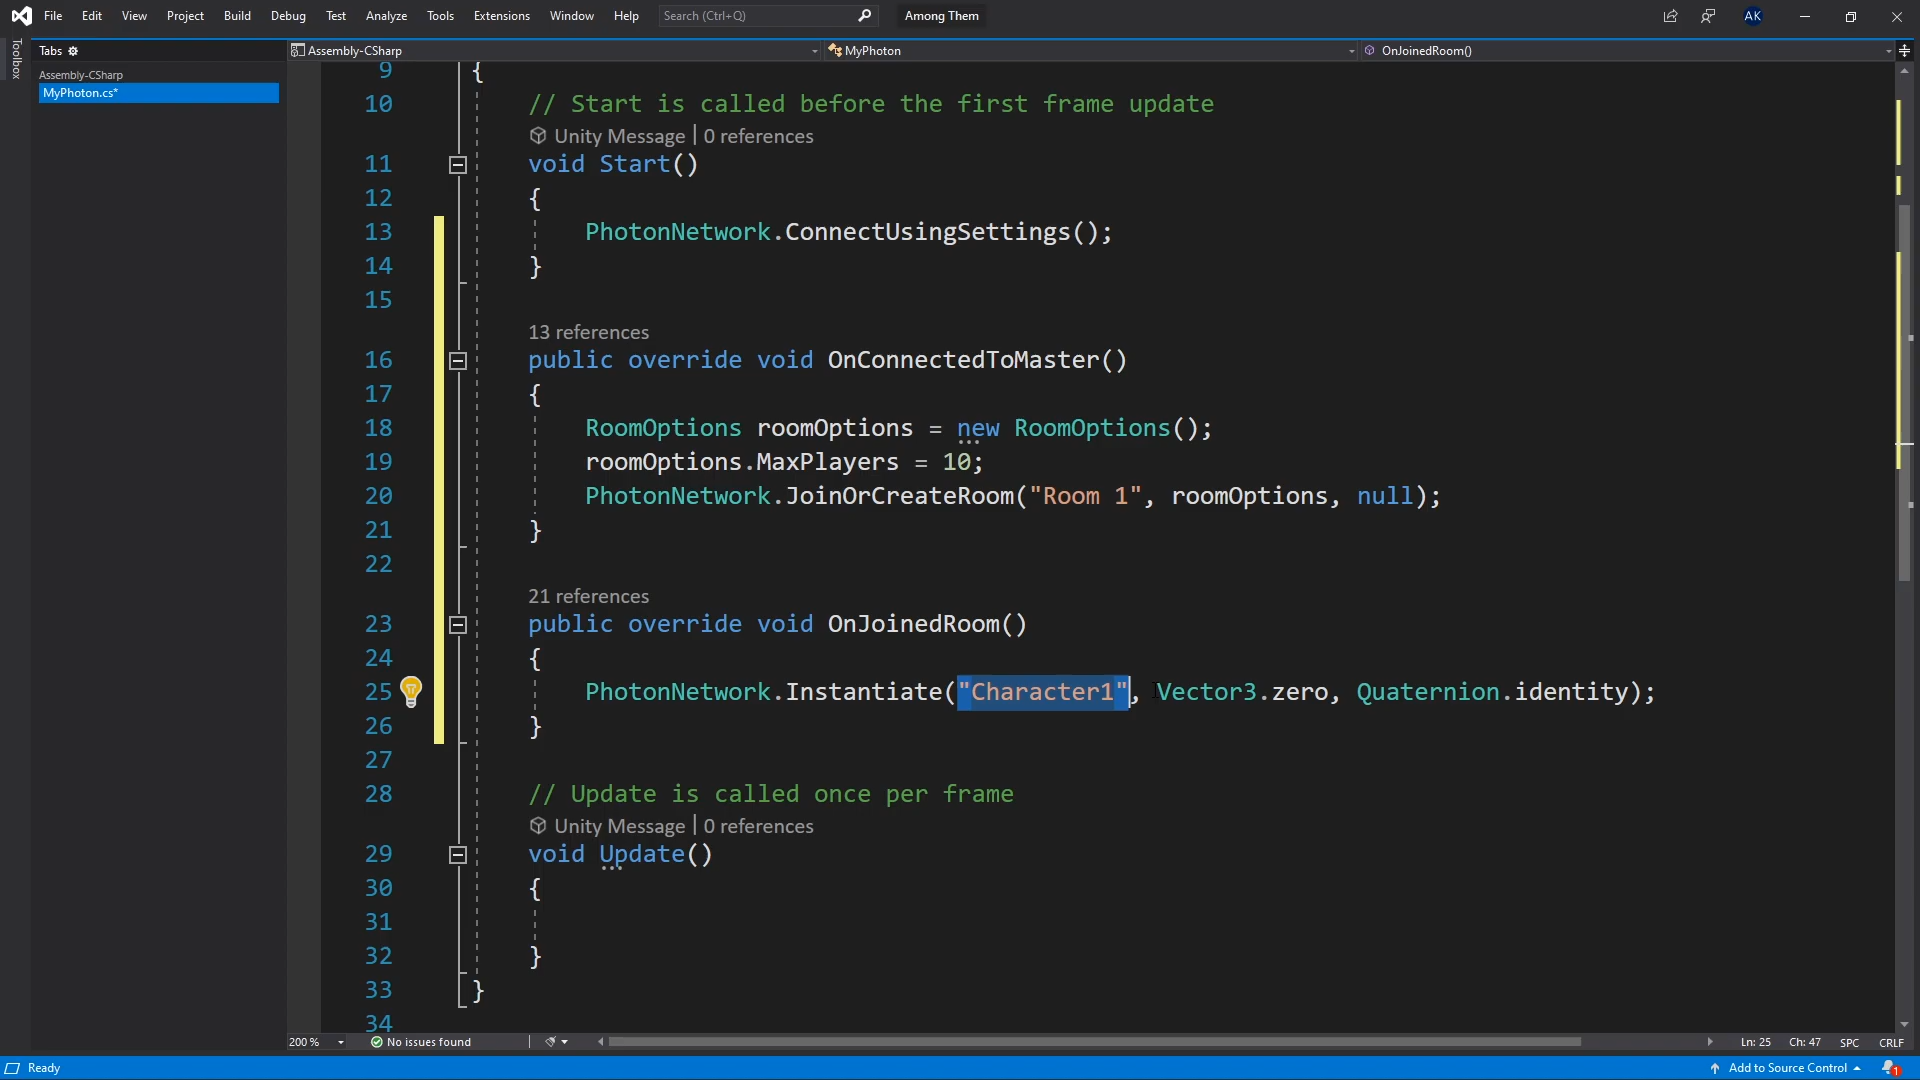 File Edit View Project Build Debug Test Analyze Tools Extensions Window Help Search (Ctrl+Q) Among Them AK
Toolbox
Tabs
Assembly-CSharp MyPhoton OnJoinedRoom()
Assembly-CSharp
MyPhoton.cs*
9 {
10 // Start is called before the first frame update
Unity Message | 0 references
11 void Start()
12 {
13 PhotonNetwork.ConnectUsingSettings();
14 }
15
13 references
16 public override void OnConnectedToMaster()
17 {
18 RoomOptions roomOptions = new RoomOptions();
19 roomOptions.MaxPlayers = 10;
20 PhotonNetwork.JoinOrCreateRoom("Room 1", roomOptions, null);
21 }
22
21 references
23 public override void OnJoinedRoom()
24 {
25 PhotonNetwork.Instantiate("Character1", Vector3.zero, Quaternion.identity);
26 }
27
28 // Update is called once per frame
Unity Message | 0 references
29 void Update()
30 {
31
32 }
33 }
34
200 % No issues found Ln: 25 Ch: 47 SPC CRLF
Ready Add to Source Control 1